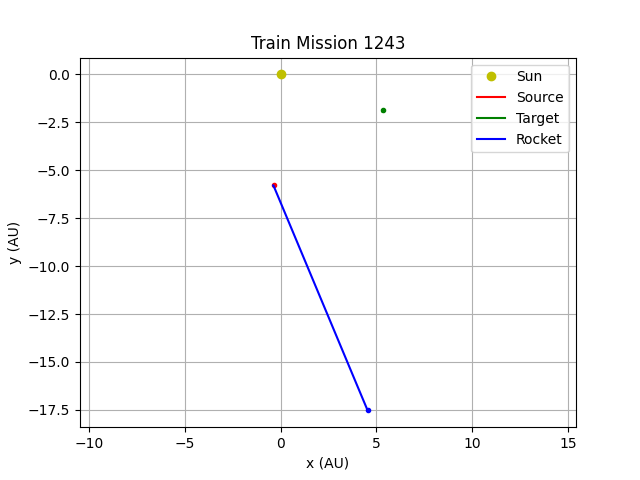 Train Mission 1243
Sun
Source
Target
Rocket
0.0
−2.5
−5.0
−7.5
−10.0
−12.5
−15.0
−17.5
y (AU)
−10
−5
0
5
10
15
x (AU)